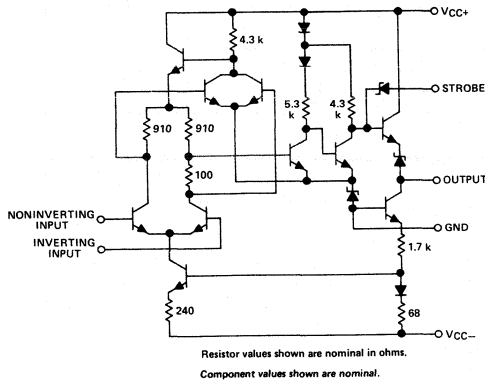 VCC+
4.3 k
STROBE
5.3 k
4.3 k
910
910
100
OUTPUT
NONINVERTING INPUT
GND
INVERTING INPUT
1.7 k
240
68
VCC–
Resistor values shown are nominal in ohms.
Component values shown are nominal.